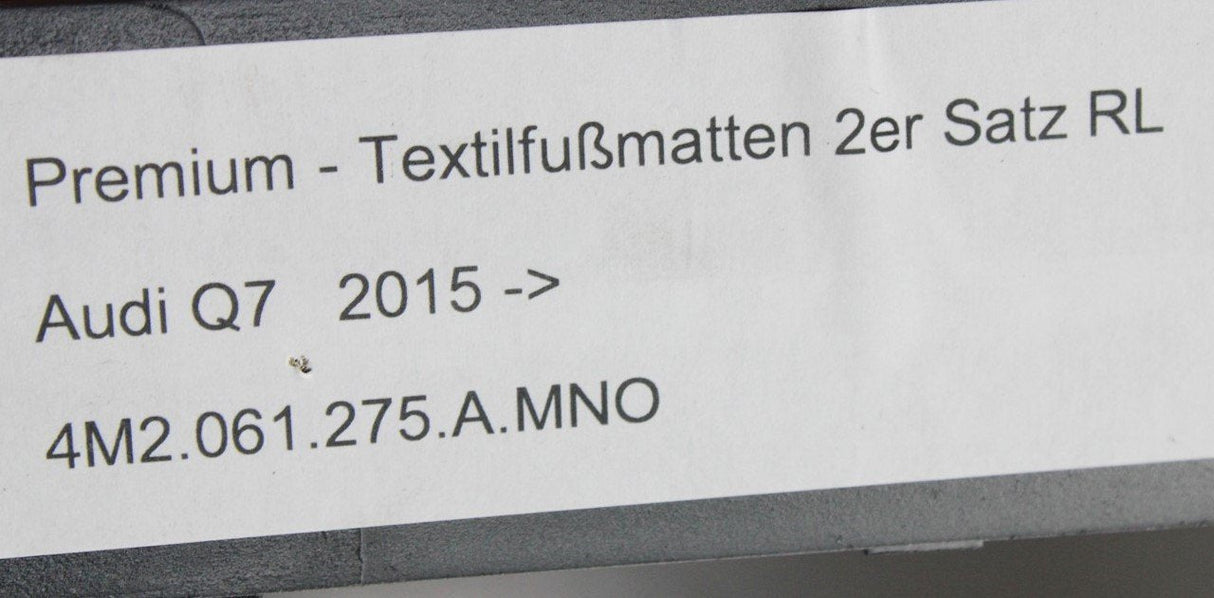 Premium - Textilfußmatten 2er Satz RL
Audi Q7 2015 ->
4M2.061.275.A.MNO